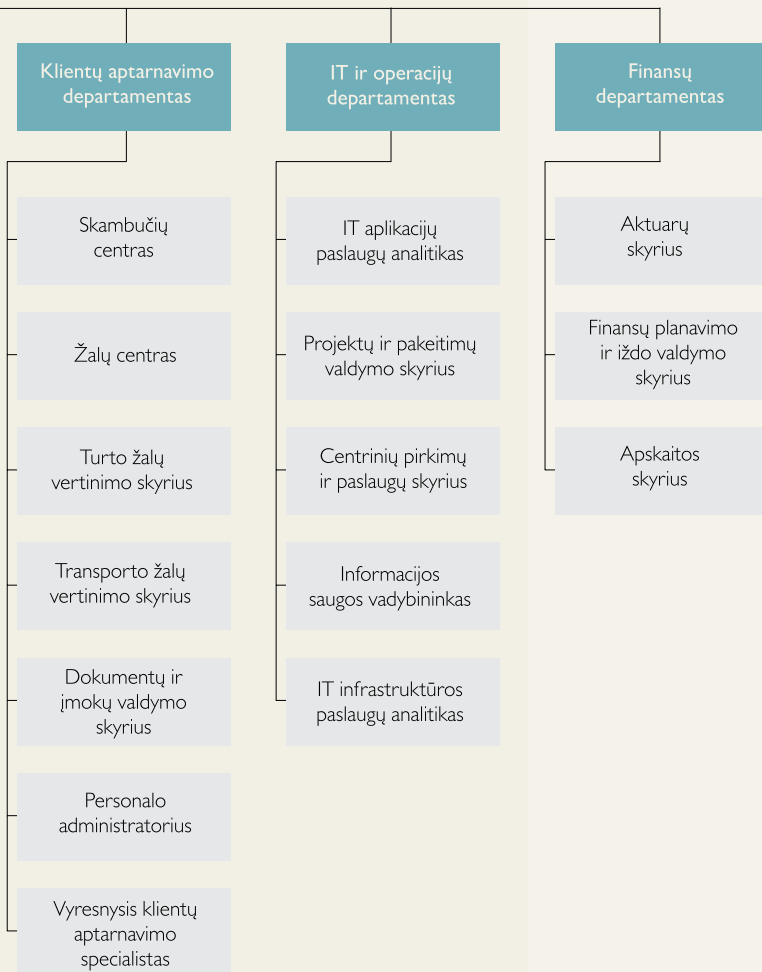 Klientų aptarnavimo
departamentas
Skambučių
centras
Žalų centras
Turto žalų
vertinimo skyrius
Transporto žalų
vertinimo skyrius
Dokumentų ir
įmokų valdymo
skyrius
Personalo
administratorius
Vyresnysis klientų
aptarnavimo
specialistas
IT ir operacijų
departamentas
IT aplikacijų
paslaugų analitikas
Projektų ir pakeitimų
valdymo skyrius
Centrinių pirkimų
ir paslaugų skyrius
Informacijos
saugos vadybininkas
IT infrastruktūros
paslaugų analitikas
Finansų
departamentas
Aktuarų
skyrius
Finansų planavimo
ir iždo valdymo
skyrius
Apskaitos
skyrius